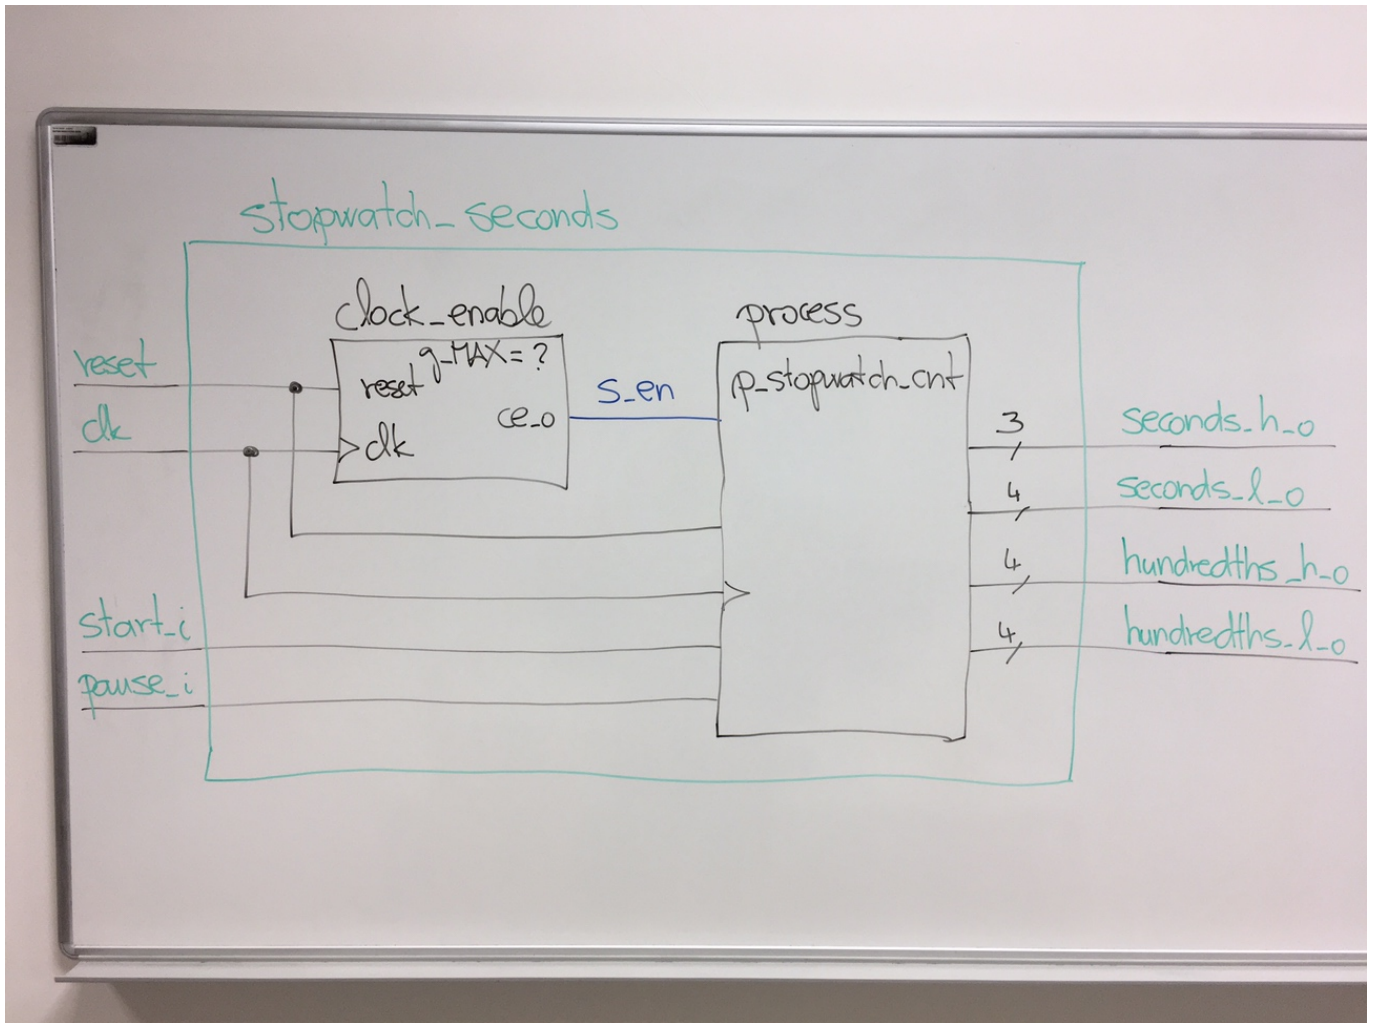 stopwatch_seconds
clock_enable
process
g_MAX = ?
reset
reset
p_stopwatch_cnt
s_en
ce_o
clk
clk
3
seconds_h_o
4
seconds_l_o
4
hundredths_h_o
start_i
4
hundredths_l_o
pause_i